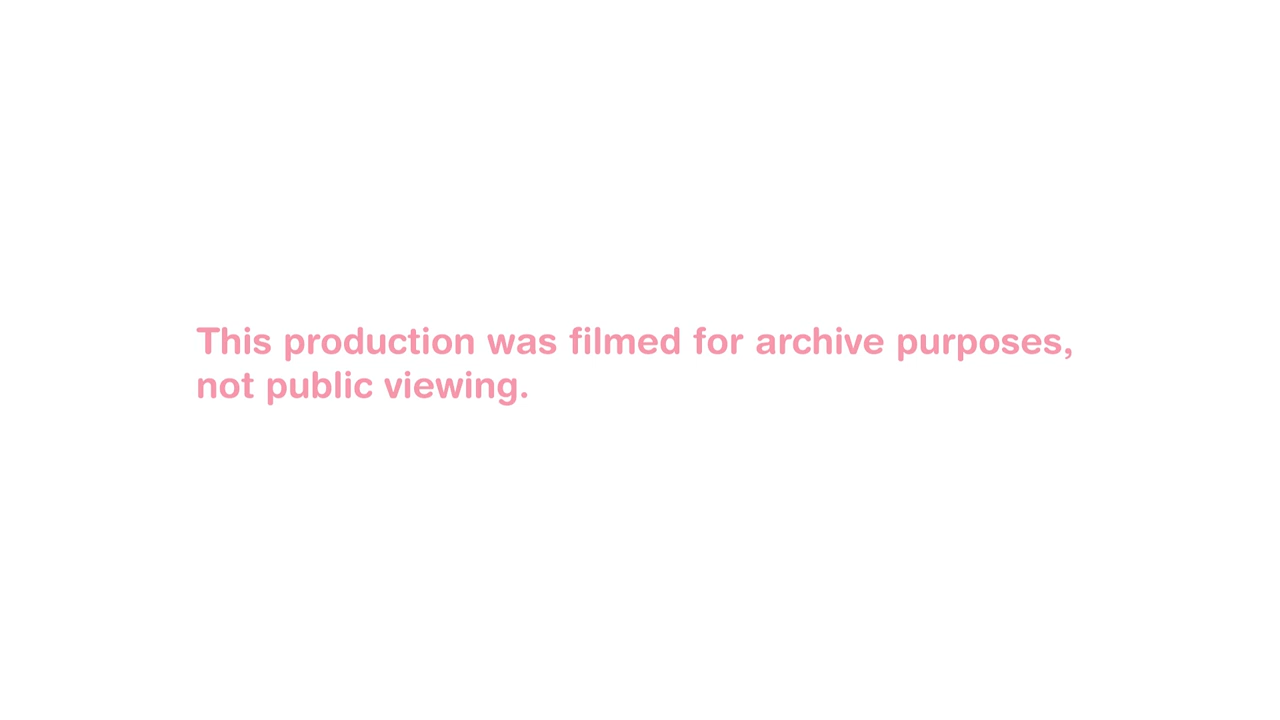 This production was filmed for archive purposes,
not public viewing.